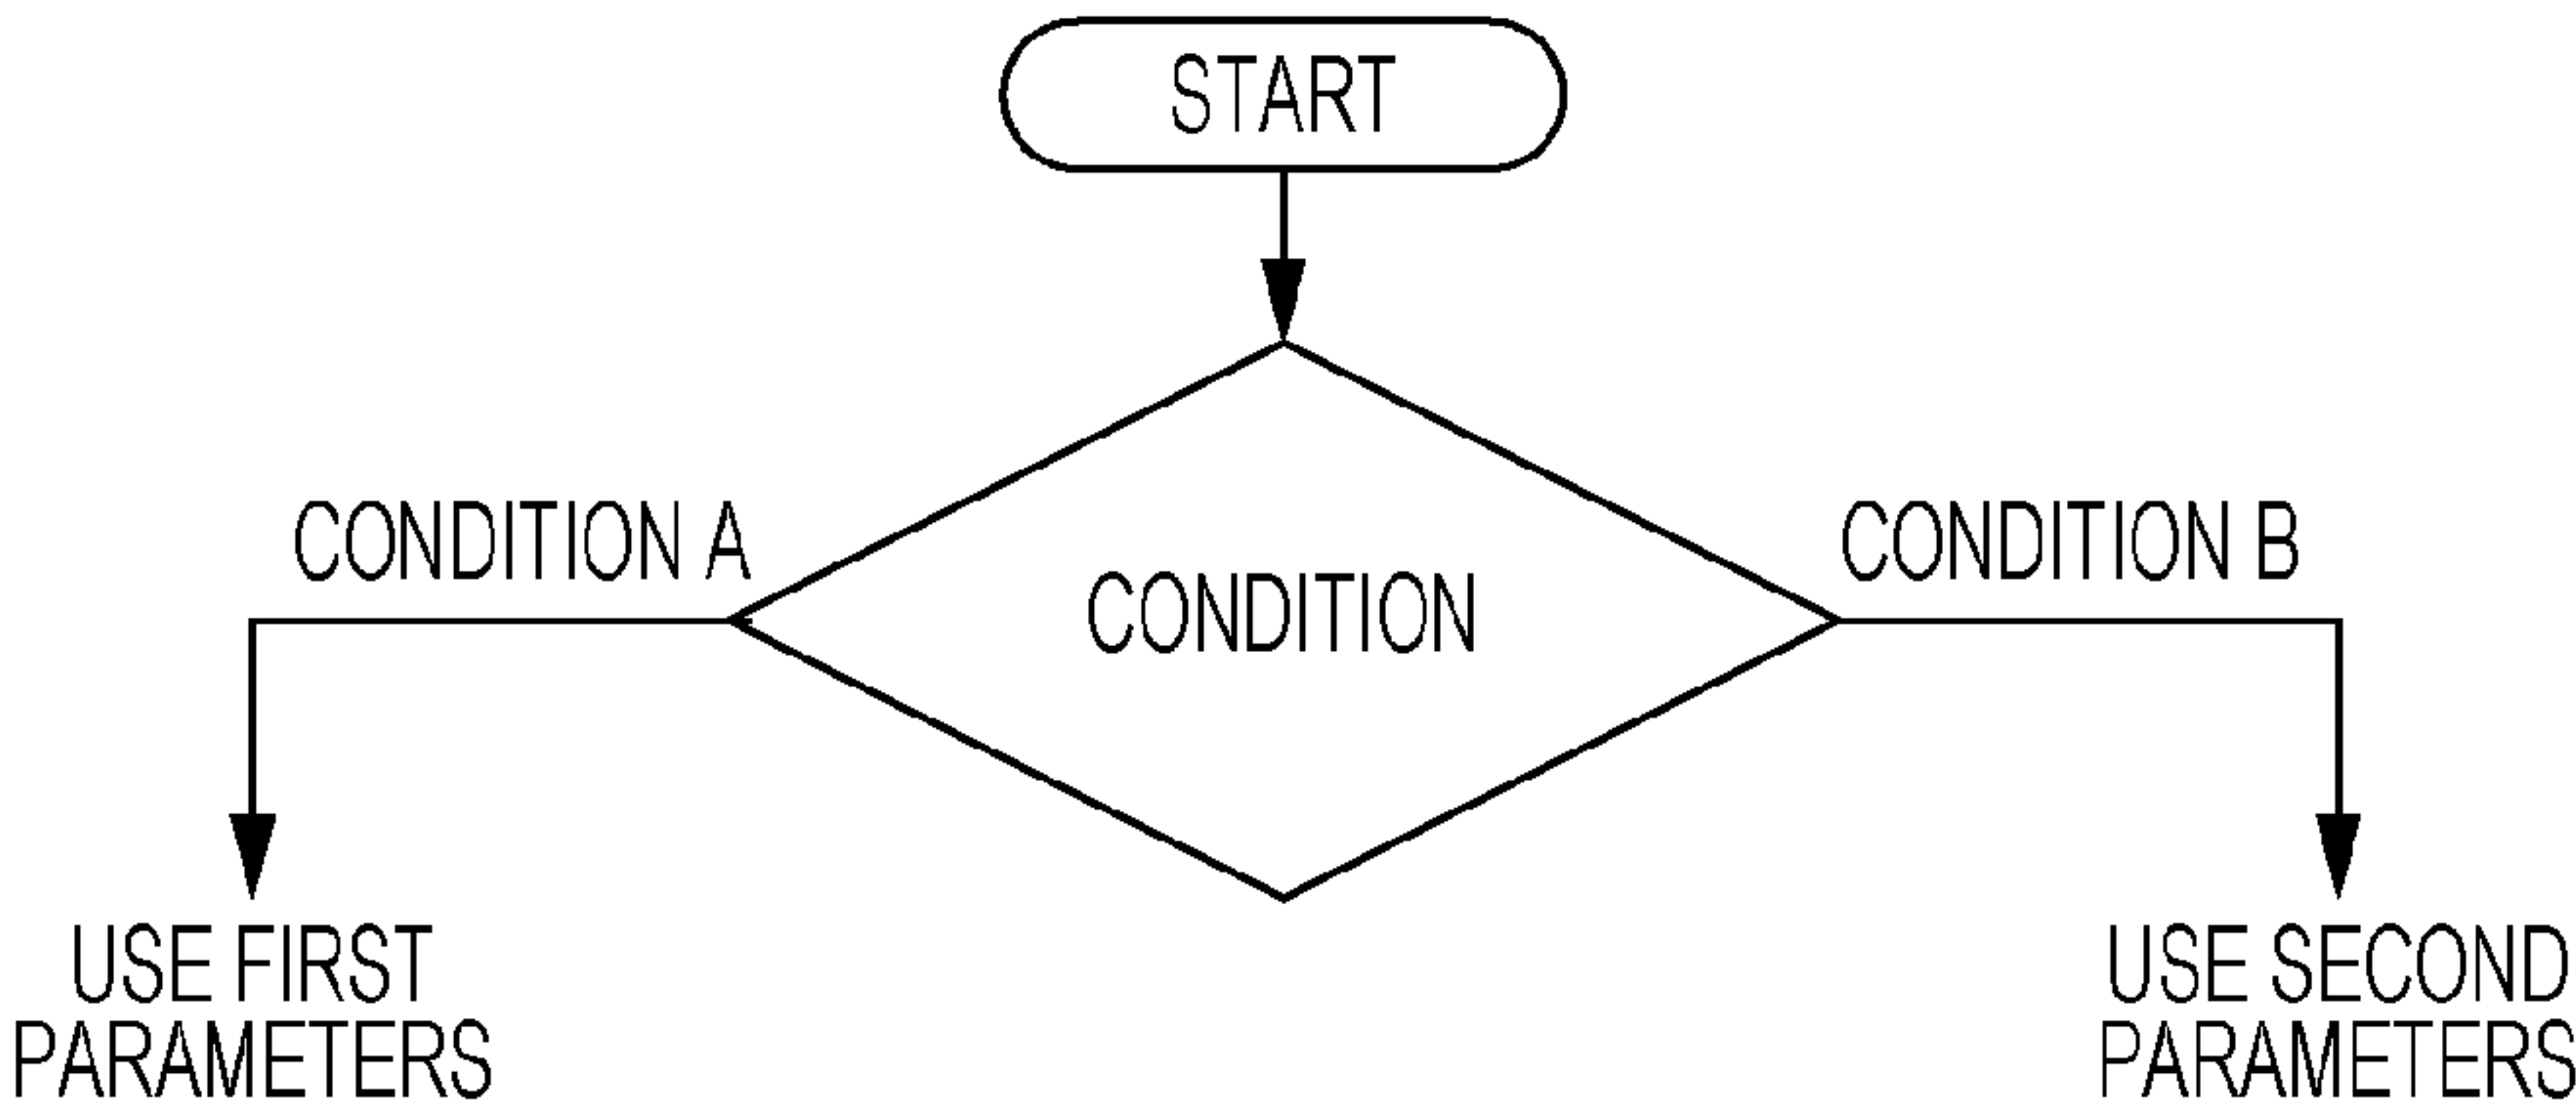 START
CONDITION A
CONDITION
CONDITION B
USE FIRST
PARAMETERS
USE SECOND
PARAMETERS